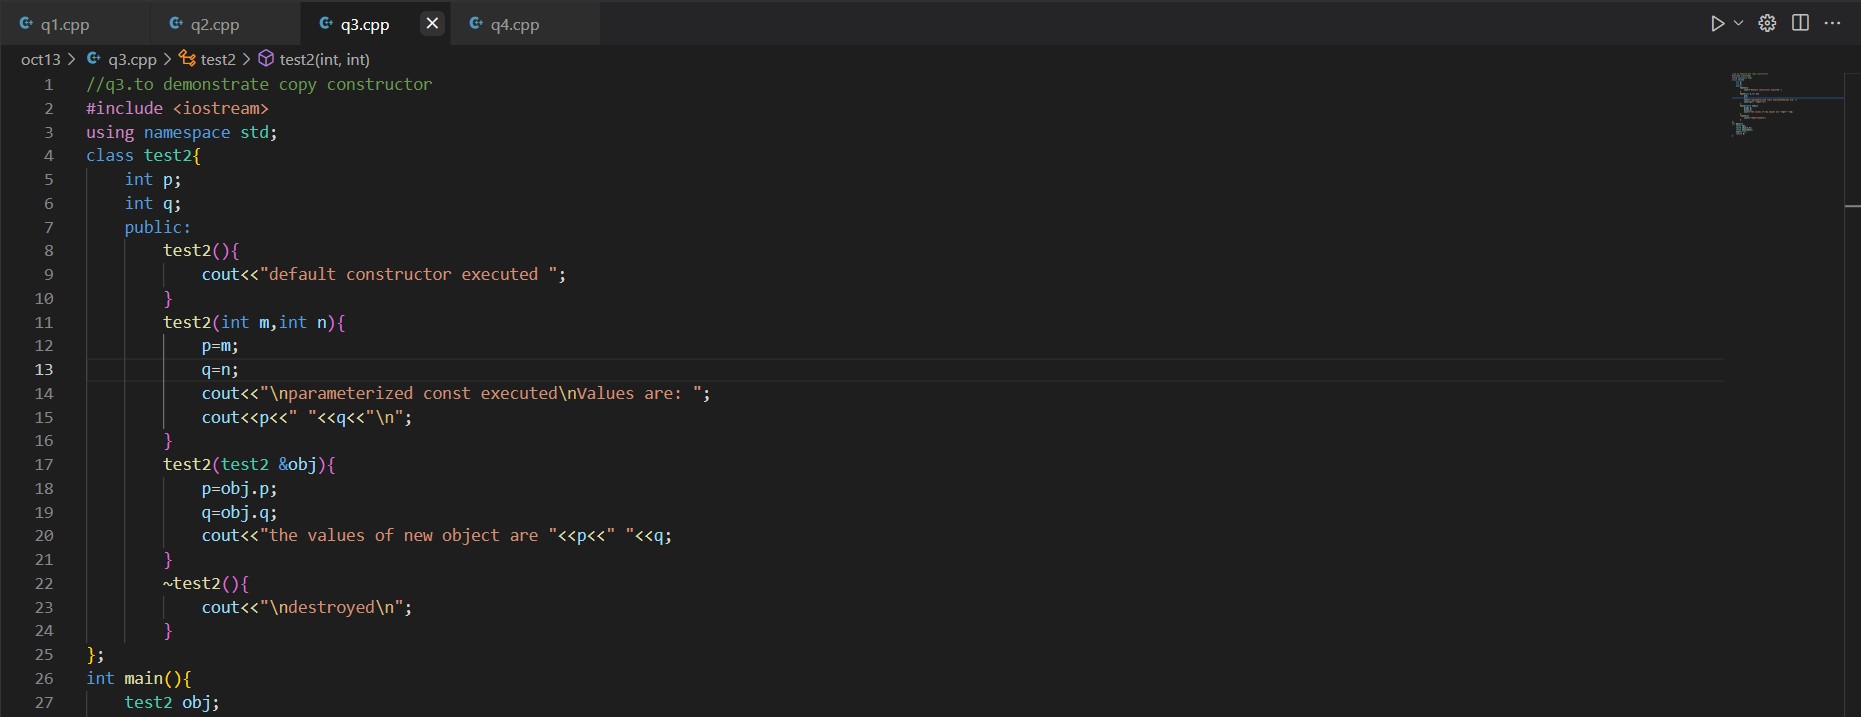 q1.cpp q2.cpp q3.cpp q4.cpp
oct13 > q3.cpp > test2 > test2(int, int)
1 //q3.to demonstrate copy constructor
2 #include <iostream>
3 using namespace std;
4 class test2{
5 int p;
6 int q;
7 public:
8 test2(){
9 cout<<"default constructor executed ";
10 }
11 test2(int m,int n){
12 p=m;
13 q=n;
14 cout<<"\nparameterized const executed\nValues are: ";
15 cout<<p<<" "<<q<<"\n";
16 }
17 test2(test2 &obj){
18 p=obj.p;
19 q=obj.q;
20 cout<<"the values of new object are "<<p<<" "<<q;
21 }
22 ~test2(){
23 cout<<"\ndestroyed\n";
24 }
25 };
26 int main(){
27 test2 obj;